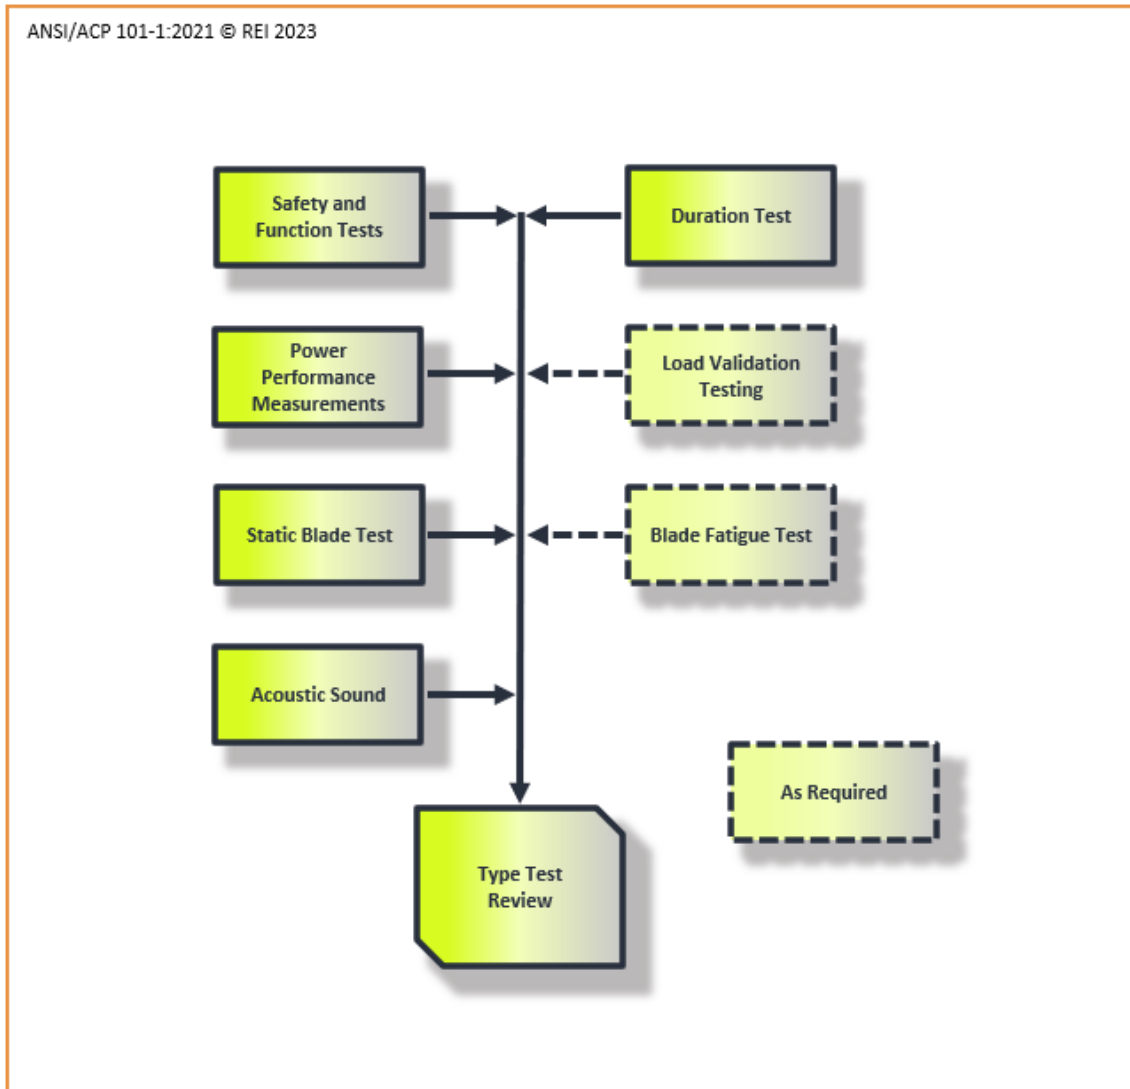 ANSI/ACP 101-1:2021 © REI 2023
Safety and
Function Tests
Duration Test
Power
Performance
Measurements
Load Validation
Testing
Static Blade Test
Blade Fatigue Test
Acoustic Sound
As Required
Type Test
Review